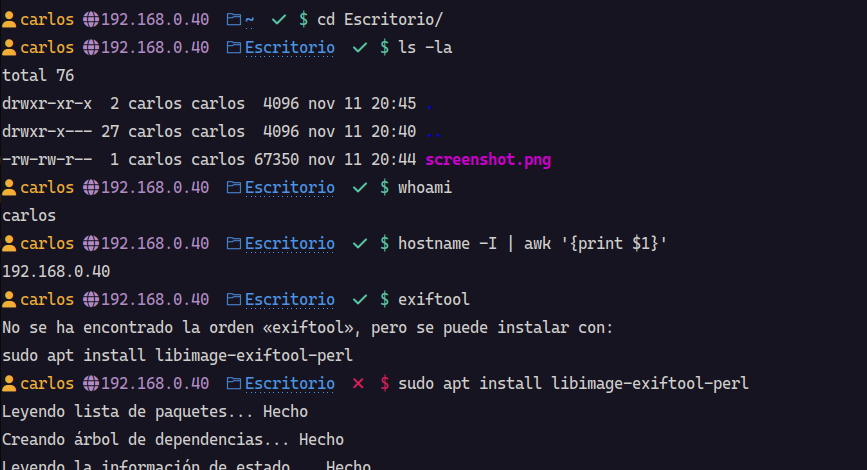 carlos 192.168.0.40 ~ $ cd Escritorio/
carlos 192.168.0.40 Escritorio $ ls -la
total 76
drwxr-xr-x 2 carlos carlos 4096 nov 11 20:45 .
drwxr-x--- 27 carlos carlos 4096 nov 11 20:40 ..
-rw-rw-r-- 1 carlos carlos 67350 nov 11 20:44 screenshot.png
carlos 192.168.0.40 Escritorio $ whoami
carlos
carlos 192.168.0.40 Escritorio $ hostname -I | awk '{print $1}'
192.168.0.40
carlos 192.168.0.40 Escritorio $ exiftool
No se ha encontrado la orden «exiftool», pero se puede instalar con:
sudo apt install libimage-exiftool-perl
carlos 192.168.0.40 Escritorio $ sudo apt install libimage-exiftool-perl
Leyendo lista de paquetes... Hecho
Creando árbol de dependencias... Hecho
Leyendo la información de estado... Hecho